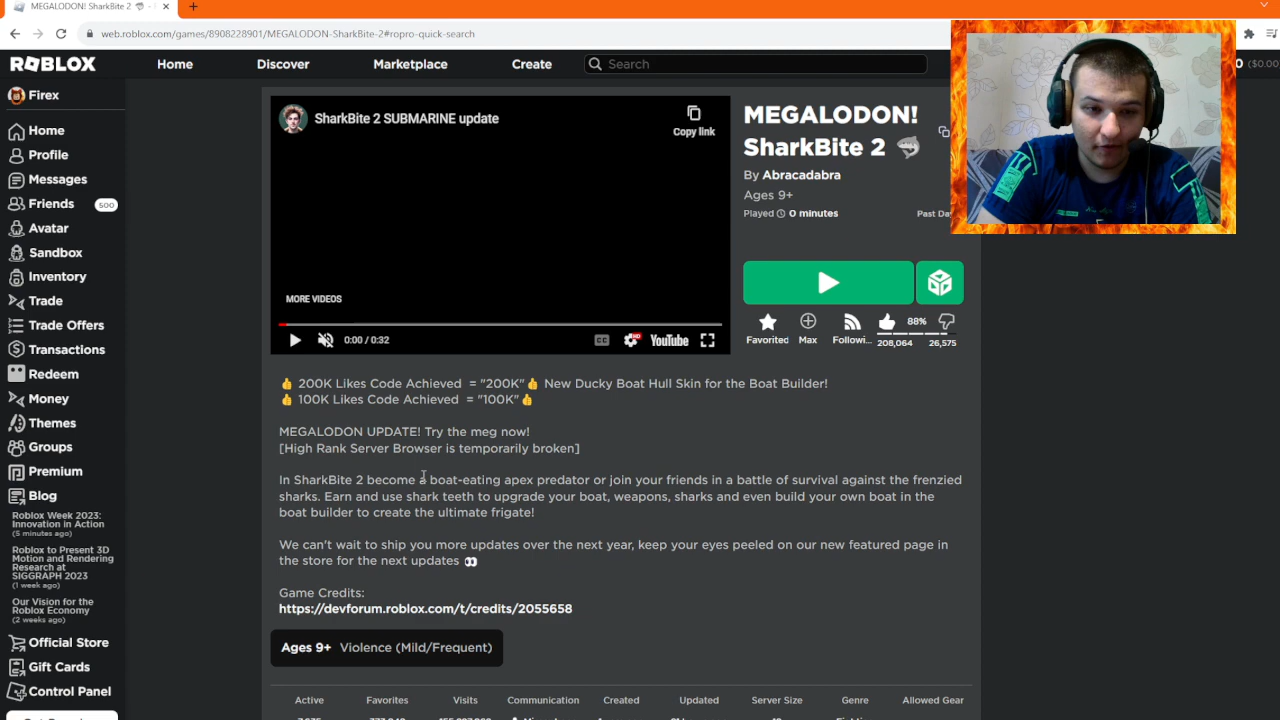 MEGALODON! SharkBite 2
web.roblox.com/games/8908228901/MEGALODON-SharkBite-2#ropro-quick-search
ROBLOX
Home
Discover
Marketplace
Create
Search
0 ($0.00
Firex
Home
Profile
Messages
Friends 500
Avatar
Sandbox
Inventory
Trade
Trade Offers
Transactions
Redeem
Money
Themes
Groups
Premium
Blog
Roblox Week 2023:
Innovation in Action
(5 minutes ago)
Roblox to Present 3D
Motion and Rendering
Research at
SIGGRAPH 2023
(1 week ago)
Our Vision for the
Roblox Economy
(2 weeks ago)
Official Store
Gift Cards
Control Panel
SharkBite 2 SUBMARINE update
Copy link
MORE VIDEOS
0:00 / 0:32
CC
HD
YouTube
MEGALODON!
SharkBite 2 🦈
By Abracadabra
Ages 9+
Played 0 minutes
Past Day
Favorited
Max
Followi...
88%
208,064
26,575
👍 200K Likes Code Achieved = "200K"👍 New Ducky Boat Hull Skin for the Boat Builder!
👍 100K Likes Code Achieved = "100K"👍
MEGALODON UPDATE! Try the meg now!
[High Rank Server Browser is temporarily broken]
In SharkBite 2 become a boat-eating apex predator or join your friends in a battle of survival against the frenzied
sharks. Earn and use shark teeth to upgrade your boat, weapons, sharks and even build your own boat in the
boat builder to create the ultimate frigate!
We can't wait to ship you more updates over the next year, keep your eyes peeled on our new featured page in
the store for the next updates 👀
Game Credits:
https://devforum.roblox.com/t/credits/2055658
Ages 9+ Violence (Mild/Frequent)
Active
Favorites
Visits
Communication
Created
Updated
Server Size
Genre
Allowed Gear